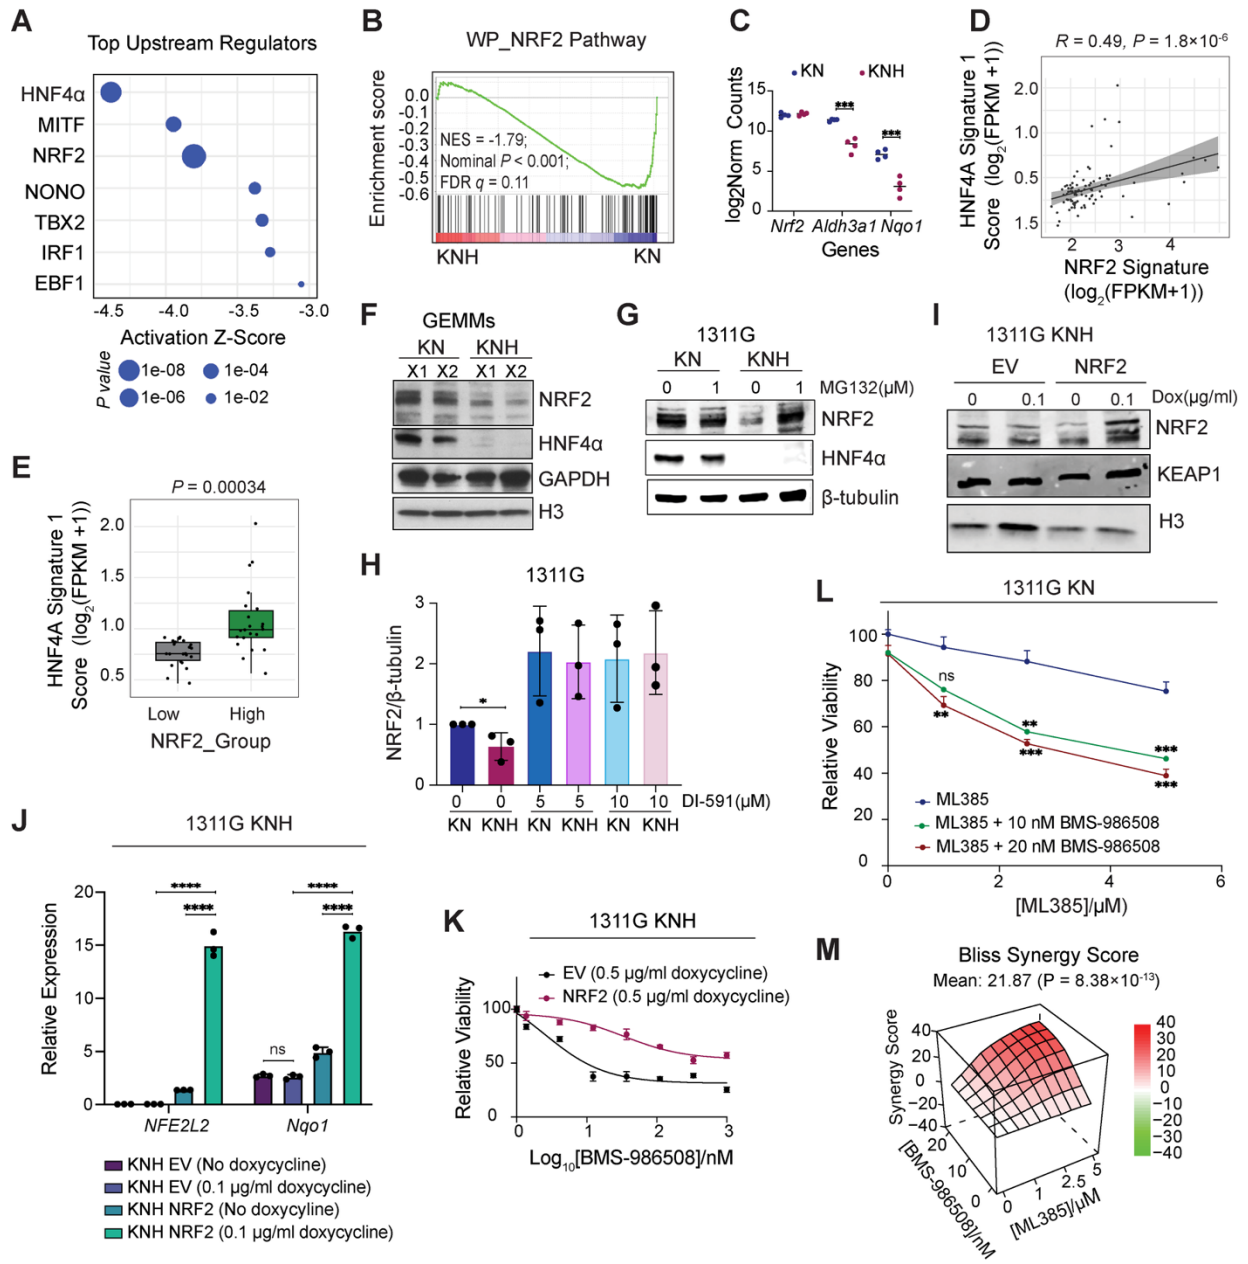 A
Top Upstream Regulators
HNF4α
MITF
NRF2
NONO
TBX2
IRF1
EBF1
-4.5 -4.0 -3.5 -3.0
Activation Z-Score
P value
1e-08 1e-04
1e-06 1e-02
B
WP_NRF2 Pathway
Enrichment score
0.0
-0.1
-0.2
-0.3
-0.4
-0.5
-0.6
NES = -1.79;
Nominal P < 0.001;
FDR q = 0.11
KNH KN
C
KN KNH
log2Norm Counts
15
10
5
0
*** ***
Nrf2 Aldh3a1 Nqo1
Genes
D
R = 0.49, P = 1.8×10⁻⁶
HNF4A Signature 1
Score (log₂(FPKM +1))
2.0
1.0
0.5
1.5
2 3 4
NRF2 Signature
(log₂(FPKM+1))
E
P = 0.00034
HNF4A Signature 1
Score (log₂(FPKM +1))
2.0
1.5
1.0
0.5
Low High
NRF2_Group
F
GEMMs
KN KNH
X1 X2 X1 X2
NRF2
HNF4α
GAPDH
H3
G
1311G
KN KNH
0 1 0 1 MG132(μM)
NRF2
HNF4α
β-tubulin
H
1311G
NRF2/β-tubulin
3
2
1
0
*
0 0 5 5 10 10 DI-591(μM)
KN KNH KN KNH KN KNH
I
1311G KNH
EV NRF2
0 0.1 0 0.1 Dox(μg/ml)
NRF2
KEAP1
H3
J
1311G KNH
Relative Expression
20
15
10
5
0
**** ****
**** ****
ns
NFE2L2 Nqo1
KNH EV (No doxycycline)
KNH EV (0.1 μg/ml doxycycline)
KNH NRF2 (No doxycyline)
KNH NRF2 (0.1 μg/ml doxycycline)
K
1311G KNH
EV (0.5 μg/ml doxycycline)
NRF2 (0.5 μg/ml doxycycline)
Relative Viability
100
50
0
0 1 2 3
Log₁₀[BMS-986508]/nM
L
1311G KN
Relative Viability
100
80
60
40
20
0
ns
** ** ***
*** ***
ML385
ML385 + 10 nM BMS-986508
ML385 + 20 nM BMS-986508
0 2 4 6
[ML385]/μM)
M
Bliss Synergy Score
Mean: 21.87 (P = 8.38×10⁻¹³)
Synergy Score
40
20
0
−20
−40
20
10
0
[BMS-986508]/nM
0 1 2.5 5
[ML385]/μM
40
30
20
10
0
−10
−20
−30
−40